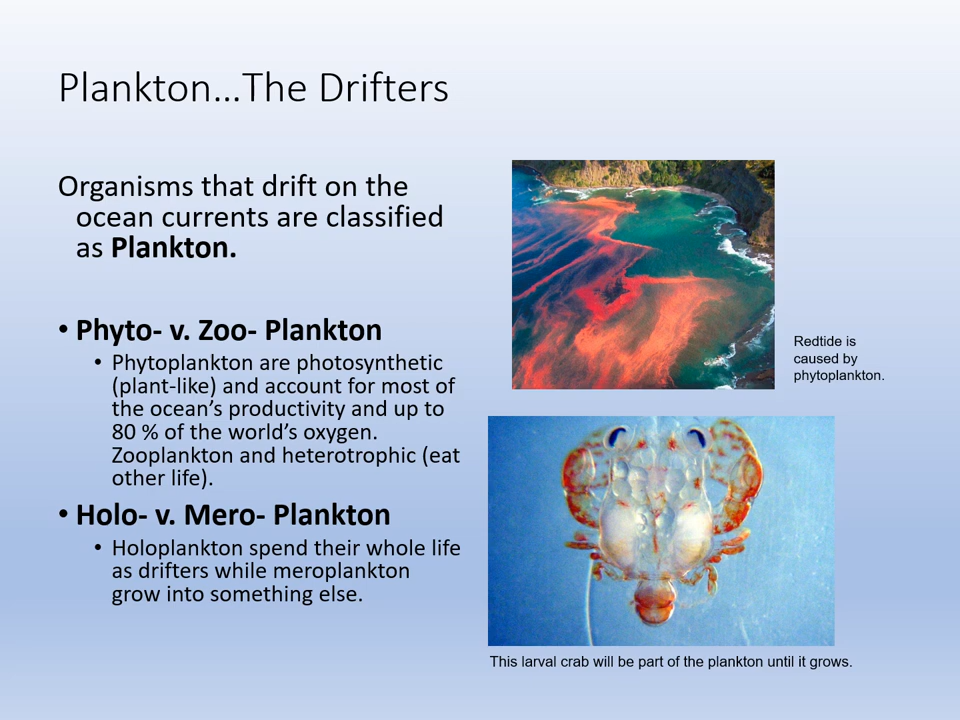 Plankton…The Drifters
Organisms that drift on the
ocean currents are classified
as Plankton.
• Phyto- v. Zoo- Plankton
• Phytoplankton are photosynthetic
(plant-like) and account for most of
the ocean’s productivity and up to
80 % of the world’s oxygen.
Zooplankton and heterotrophic (eat
other life).
• Holo- v. Mero- Plankton
• Holoplankton spend their whole life
as drifters while meroplankton
grow into something else.
Redtide is
caused by
phytoplankton.
This larval crab will be part of the plankton until it grows.